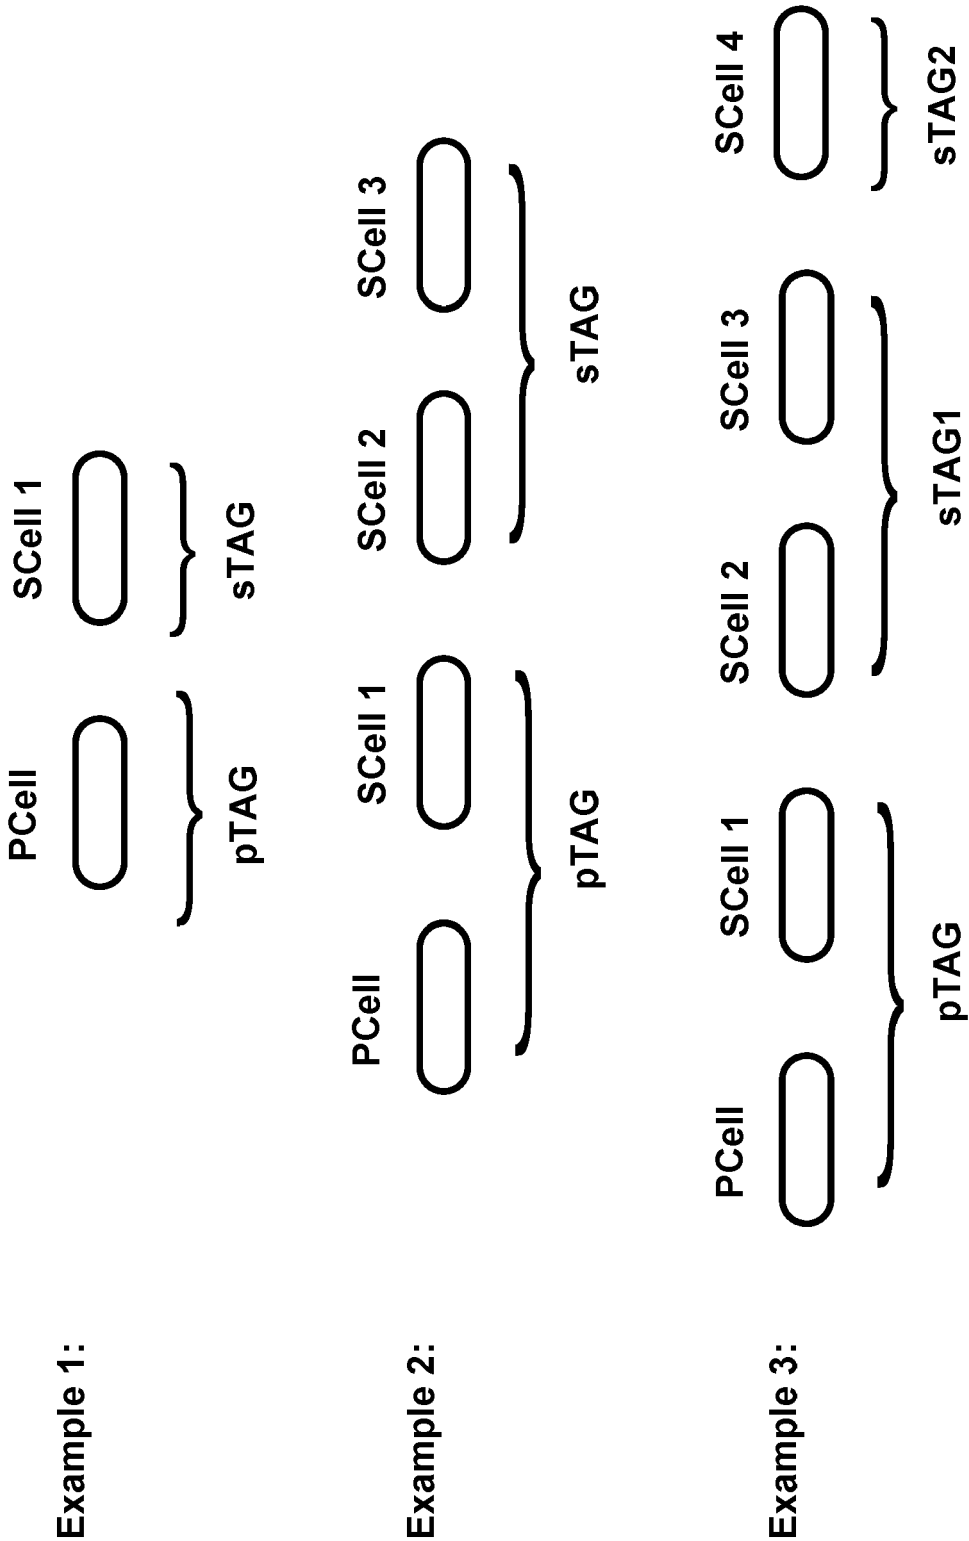 Example 1:
PCell SCell 1
pTAG sTAG
Example 2:
PCell SCell 1 SCell 2 SCell 3
pTAG sTAG
Example 3:
PCell SCell 1 SCell 2 SCell 3 SCell 4
pTAG sTAG1 sTAG2